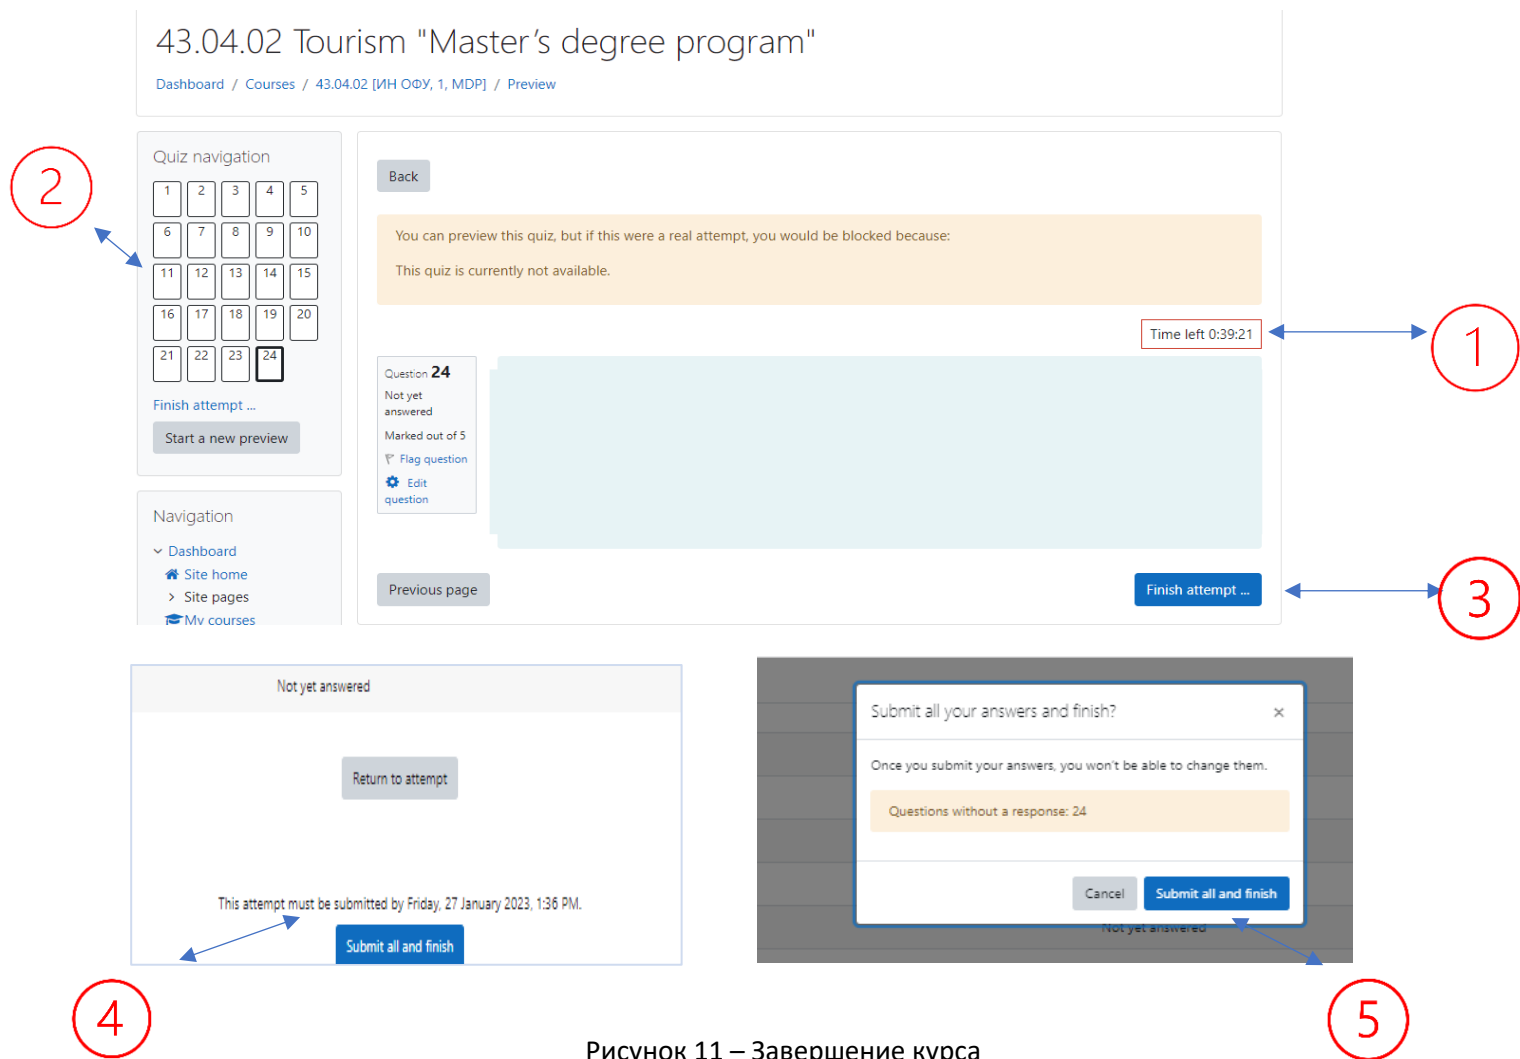 43.04.02 Tourism "Master’s degree program"
Dashboard / Courses / 43.04.02 [ИН ОФУ, 1, MDP] / Preview
2
Quiz navigation
1 2 3 4 5
6 7 8 9 10
11 12 13 14 15
16 17 18 19 20
21 22 23 24
Finish attempt ...
Start a new preview
Navigation
Dashboard
Site home
Site pages
My courses
Back
You can preview this quiz, but if this were a real attempt, you would be blocked because:
This quiz is currently not available.
Time left 0:39:21
1
Question 24
Not yet
answered
Marked out of 5
Flag question
Edit
question
Previous page
Finish attempt ...
3
Not yet answered
Return to attempt
This attempt must be submitted by Friday, 27 January 2023, 1:36 PM.
Submit all and finish
4
Submit all your answers and finish?
×
Once you submit your answers, you won't be able to change them.
Questions without a response: 24
Cancel
Submit all and finish
Not yet answered
5
Рисунок 11 – Завершение курса